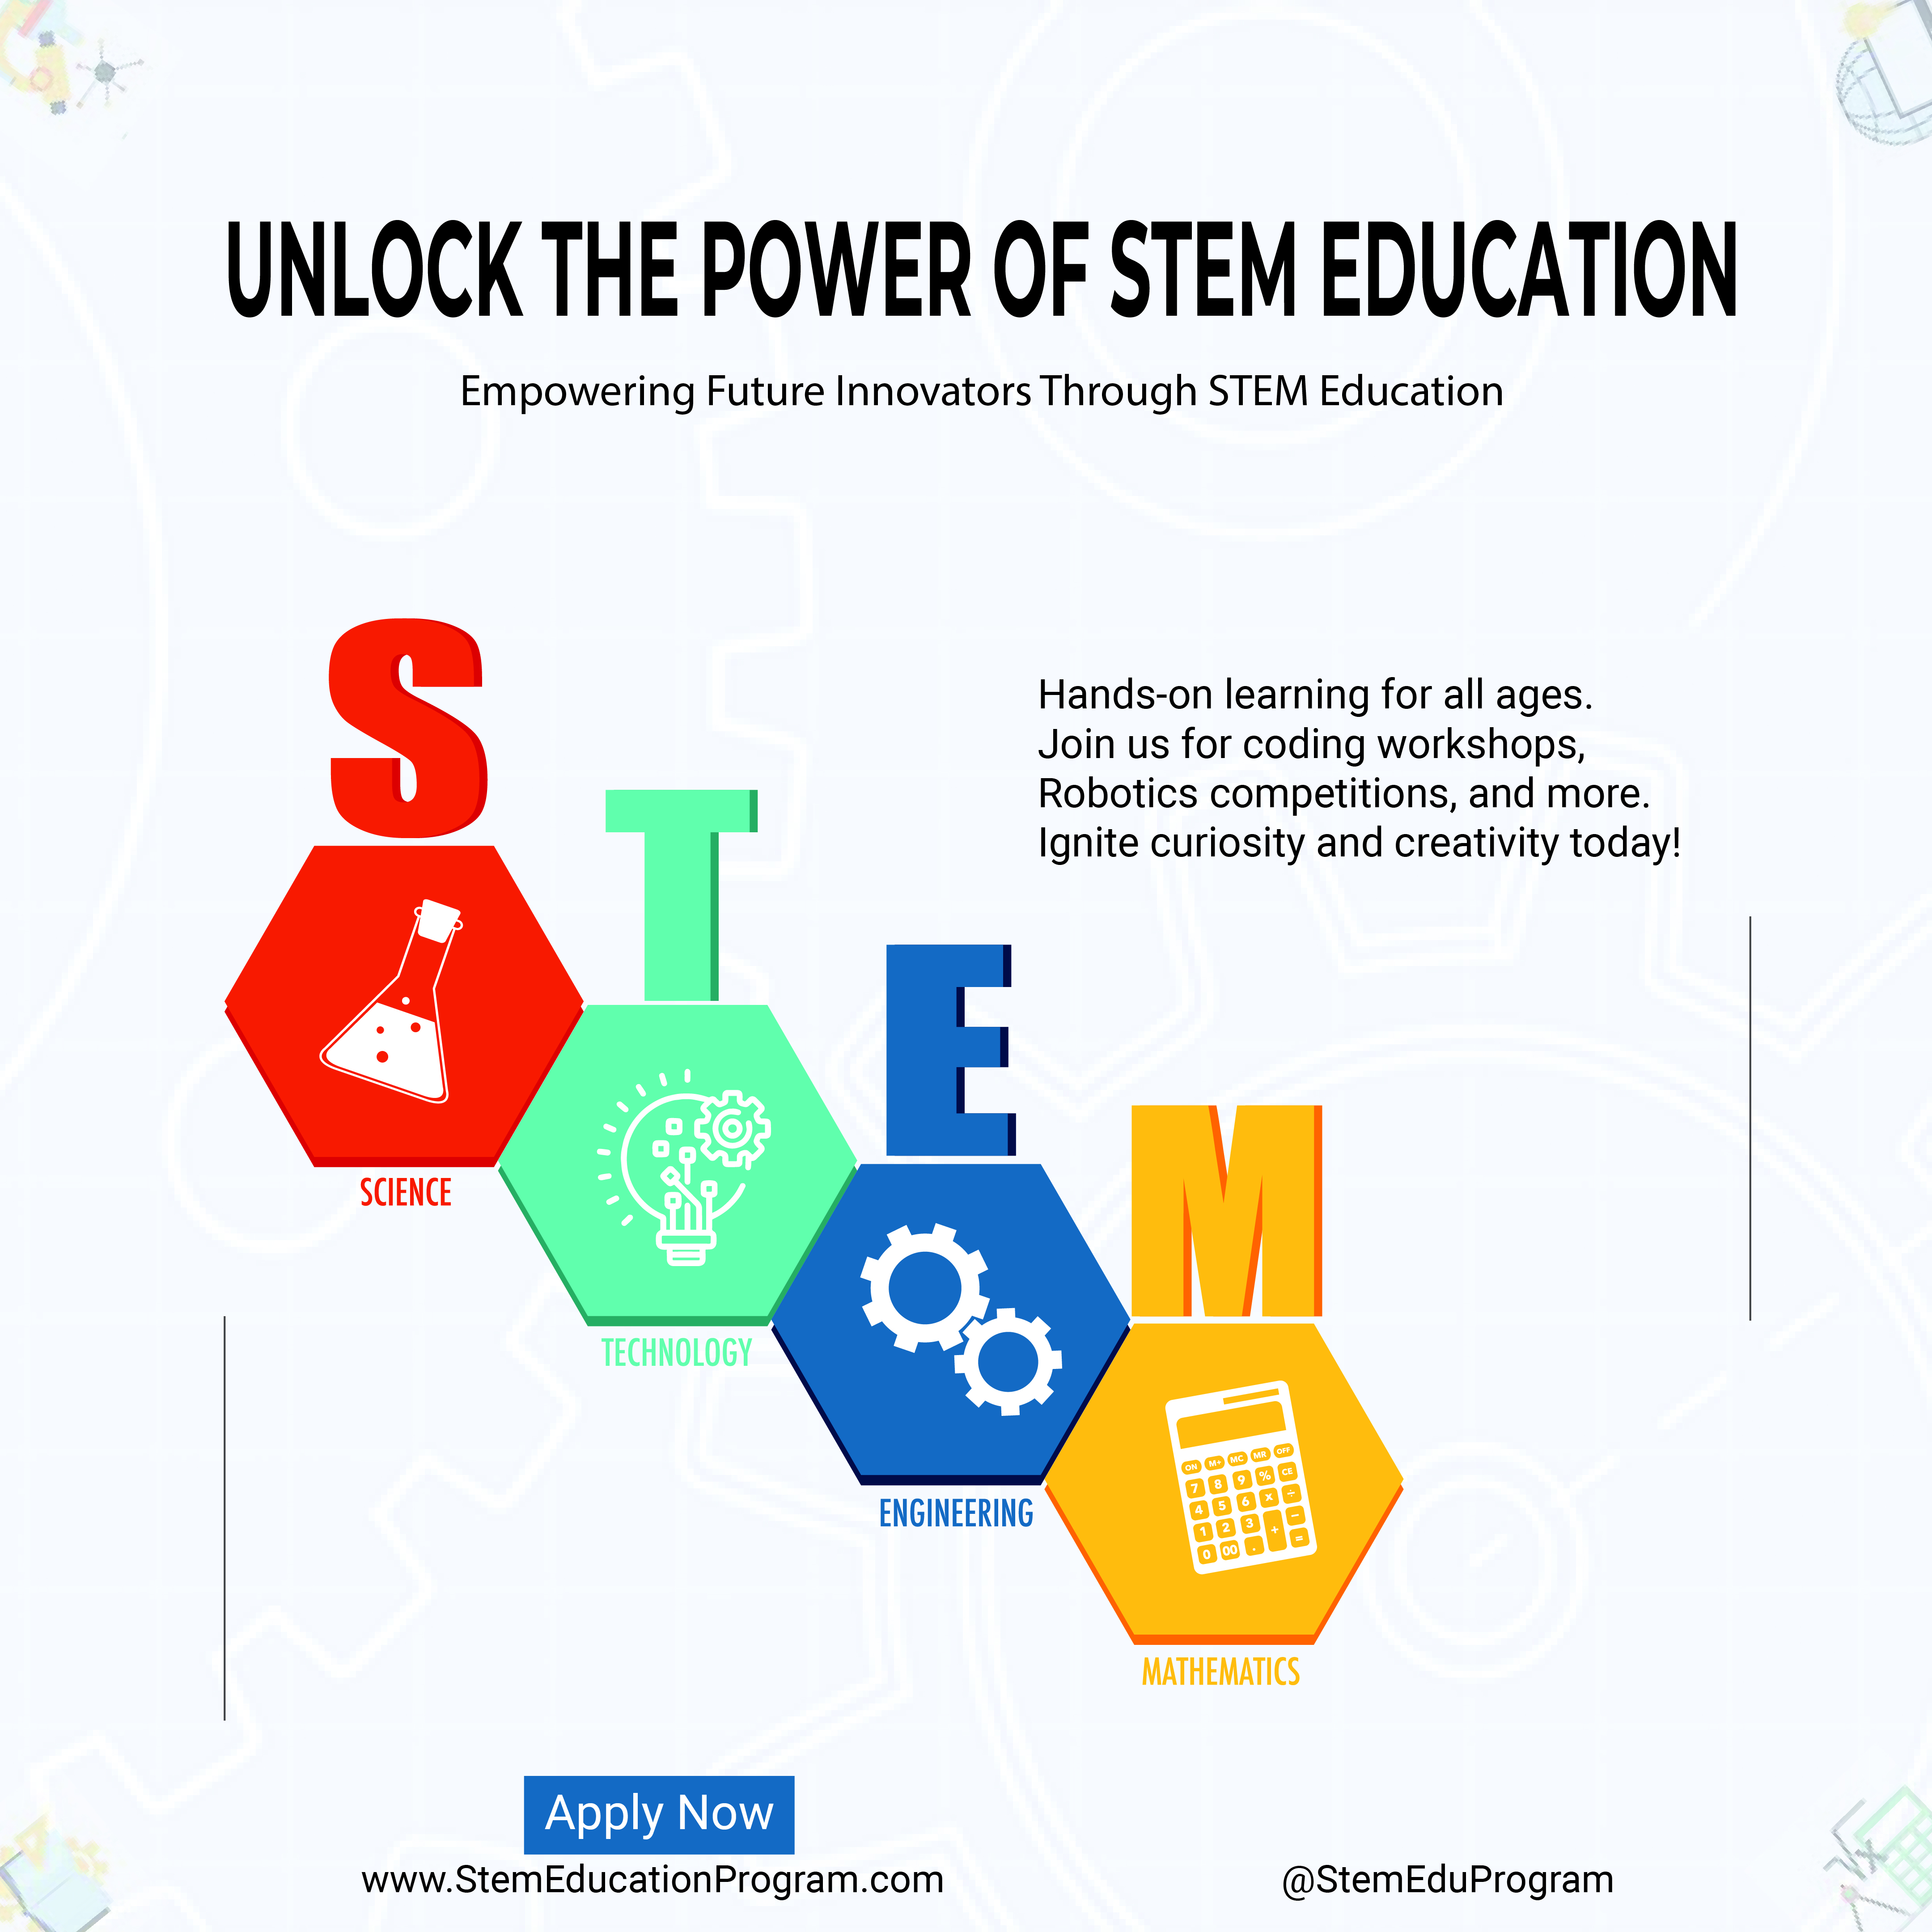 UNLOCK THE POWER OF STEM EDUCATION
Empowering Future Innovators Through STEM Education
Hands-on learning for all ages.
Join us for coding workshops,
Robotics competitions, and more.
Ignite curiosity and creativity today!
S
SCIENCE
T
TECHNOLOGY
E
ENGINEERING
M
ON M+ MC MR OFF
7 8 9 % CE
4 5 6 x ÷
1 2 3 + −
0 00 . =
MATHEMATICS
Apply Now
www.StemEducationProgram.com
@StemEduProgram